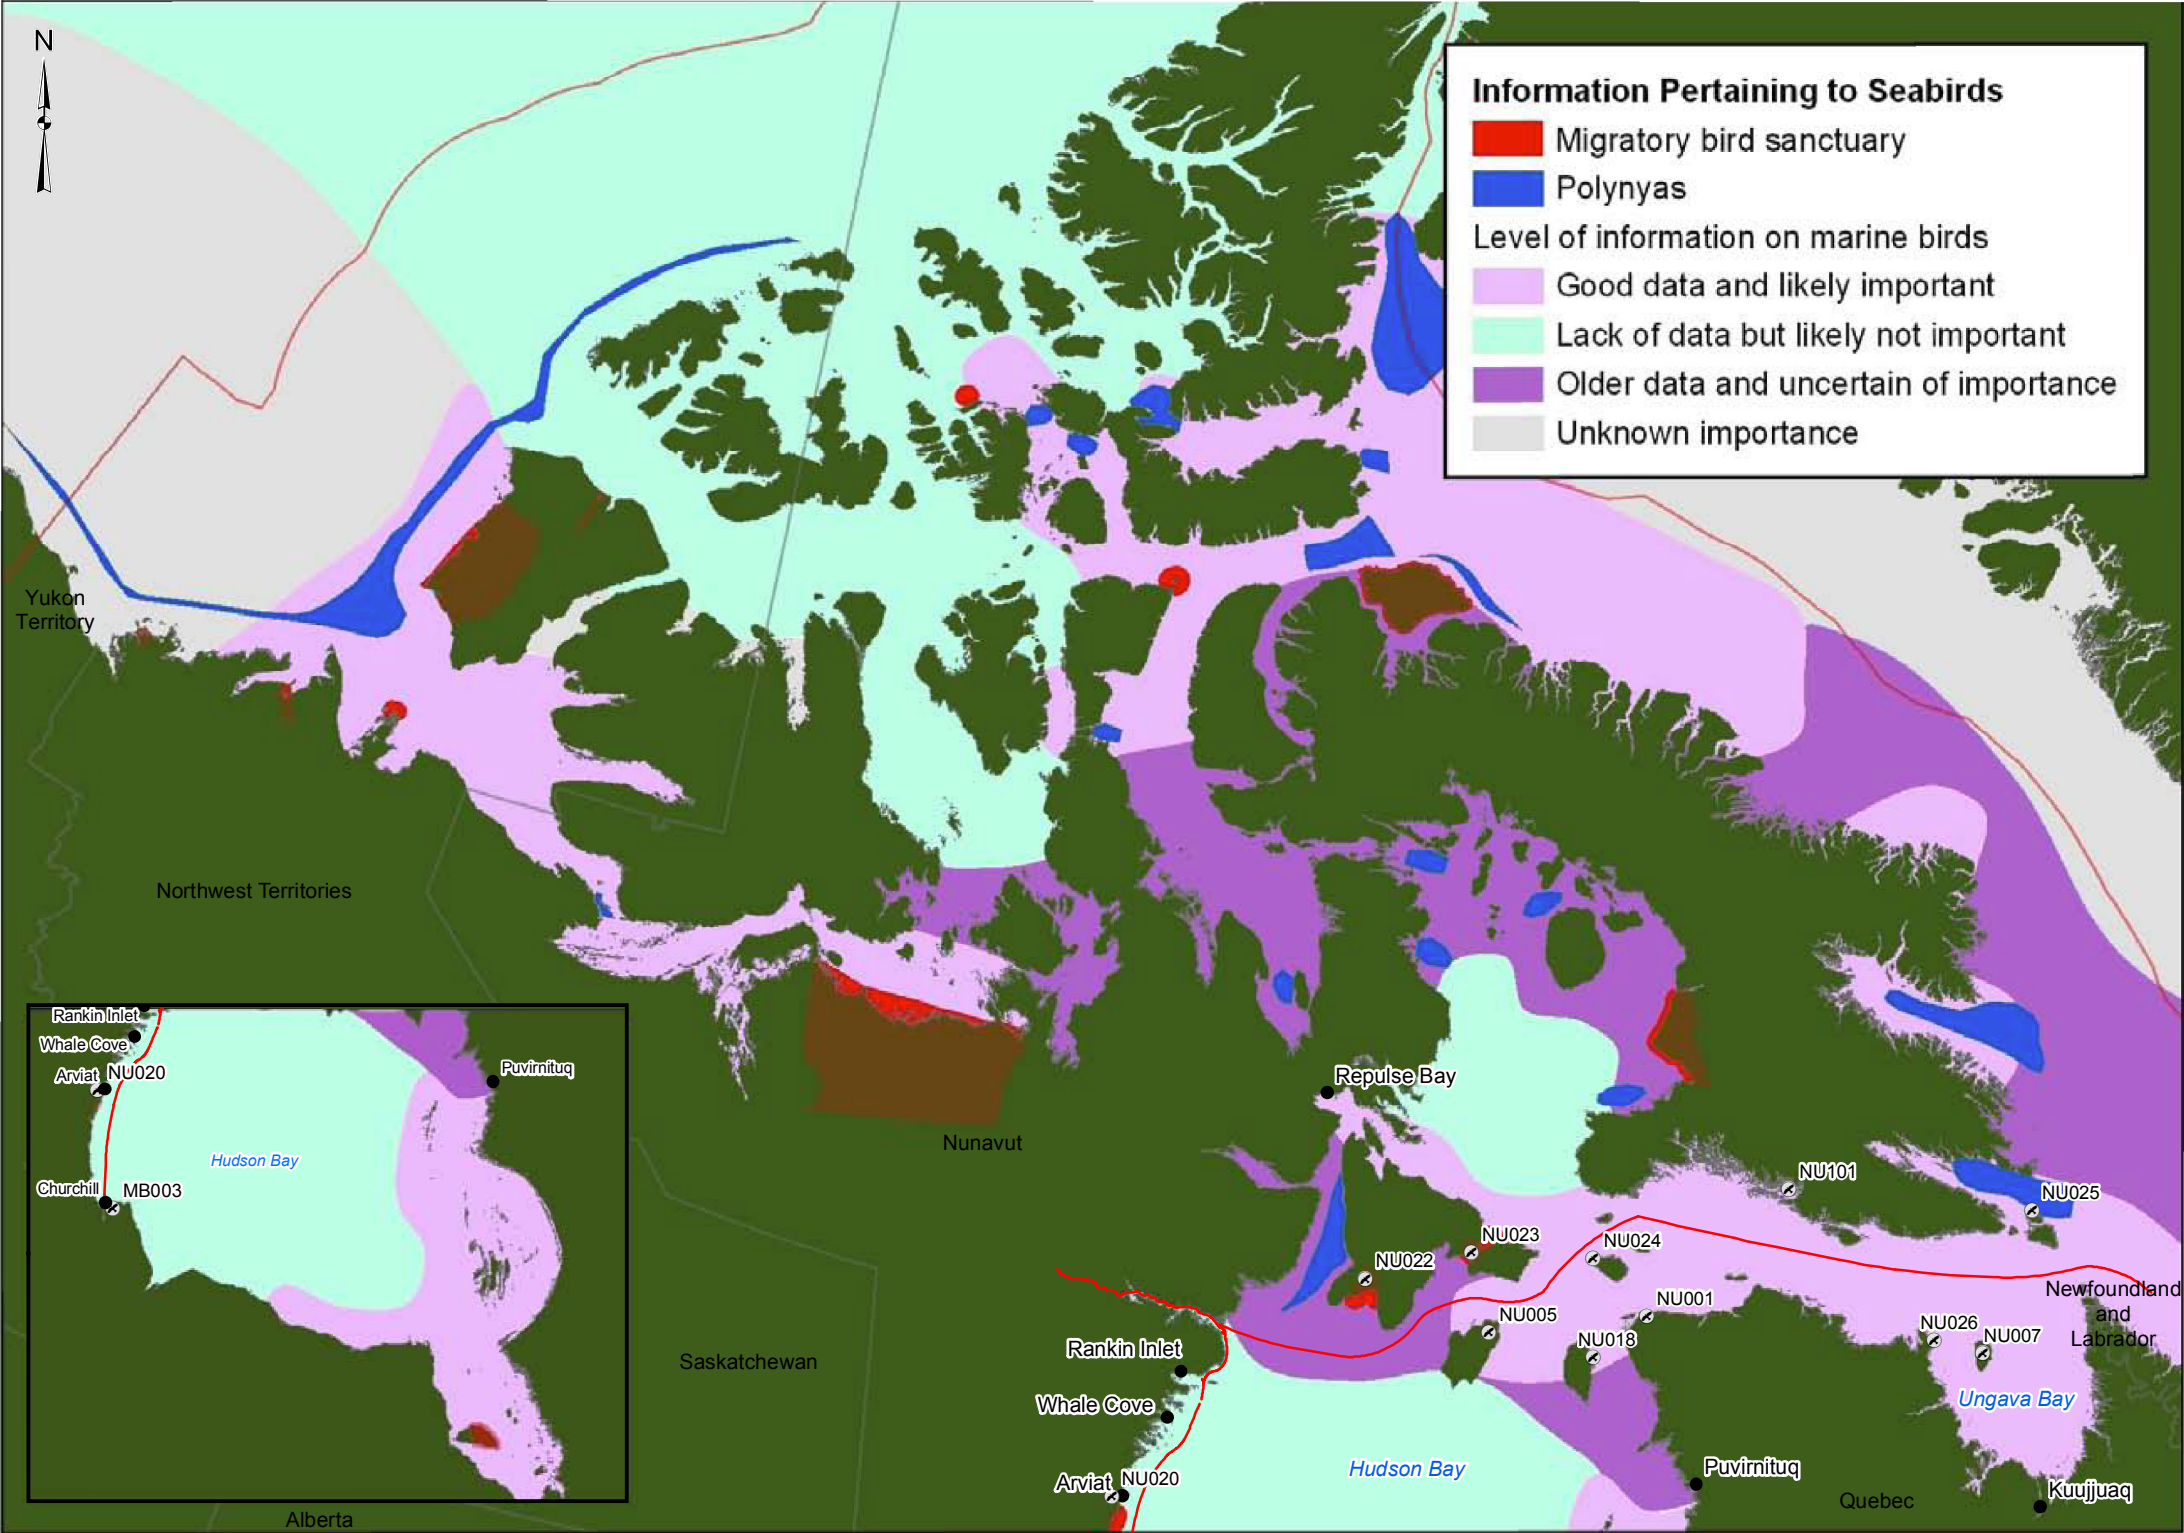 N
Information Pertaining to Seabirds
Migratory bird sanctuary
Polynyas
Level of information on marine birds
Good data and likely important
Lack of data but likely not important
Older data and uncertain of importance
Unknown importance
Yukon
Territory
Northwest Territories
Nunavut
Repulse Bay
NU101
NU025
NU023
NU024
NU022
NU001
NU005
NU018
NU026
NU007
Newfoundland
and
Labrador
Ungava Bay
Rankin Inlet
Whale Cove
Arviat
NU020
Hudson Bay
Puvirnituq
Kuujjuaq
Quebec
Saskatchewan
Alberta
Rankin Inlet
Whale Cove
Arviat
NU020
Puvirnituq
Hudson Bay
Churchill
MB003